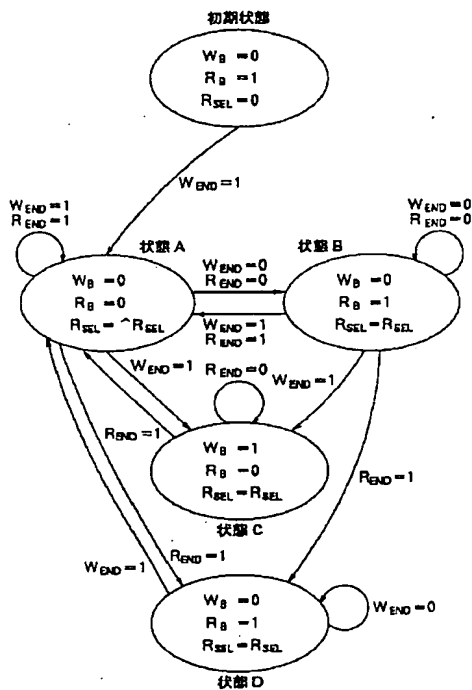 初期状態
W_B = 0
R_B = 1
R_SEL = 0
W_END = 1
W_END = 1
R_END = 1
状態A
W_END = 0
R_END = 0
状態B
W_END = 0
R_END = 0
W_B = 0
R_B = 0
R_SEL = ^R_SEL
W_END = 1
R_END = 1
W_B = 0
R_B = 1
R_SEL = R_SEL
W_END = 1
R_END = 0
W_END = 1
R_END = 1
W_B = 1
R_B = 0
R_SEL = R_SEL
状態C
R_END = 1
W_END = 1
R_END = 1
W_B = 0
R_B = 1
R_SEL = R_SEL
W_END = 0
状態D